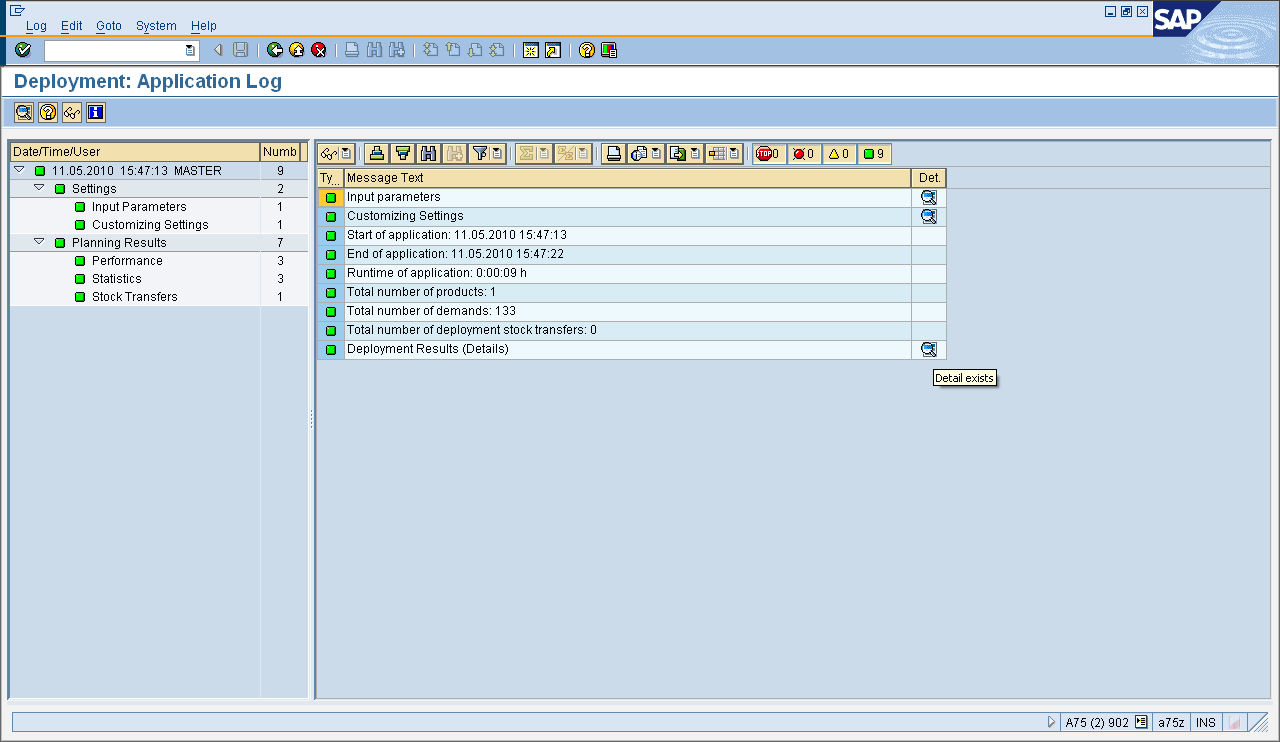 Log Edit Goto System Help
SAP
Deployment: Application Log
Date/Time/User Numb
11.05.2010 15:47:13 MASTER 9
Settings 2
Input Parameters 1
Customizing Settings 1
Planning Results 7
Performance 3
Statistics 3
Stock Transfers 1
STOP 0 0 0 9
Ty... Message Text Det.
Input parameters
Customizing Settings
Start of application: 11.05.2010 15:47:13
End of application: 11.05.2010 15:47:22
Runtime of application: 0:00:09 h
Total number of products: 1
Total number of demands: 133
Total number of deployment stock transfers: 0
Deployment Results (Details)
Detail exists
A75 (2) 902 a75z INS